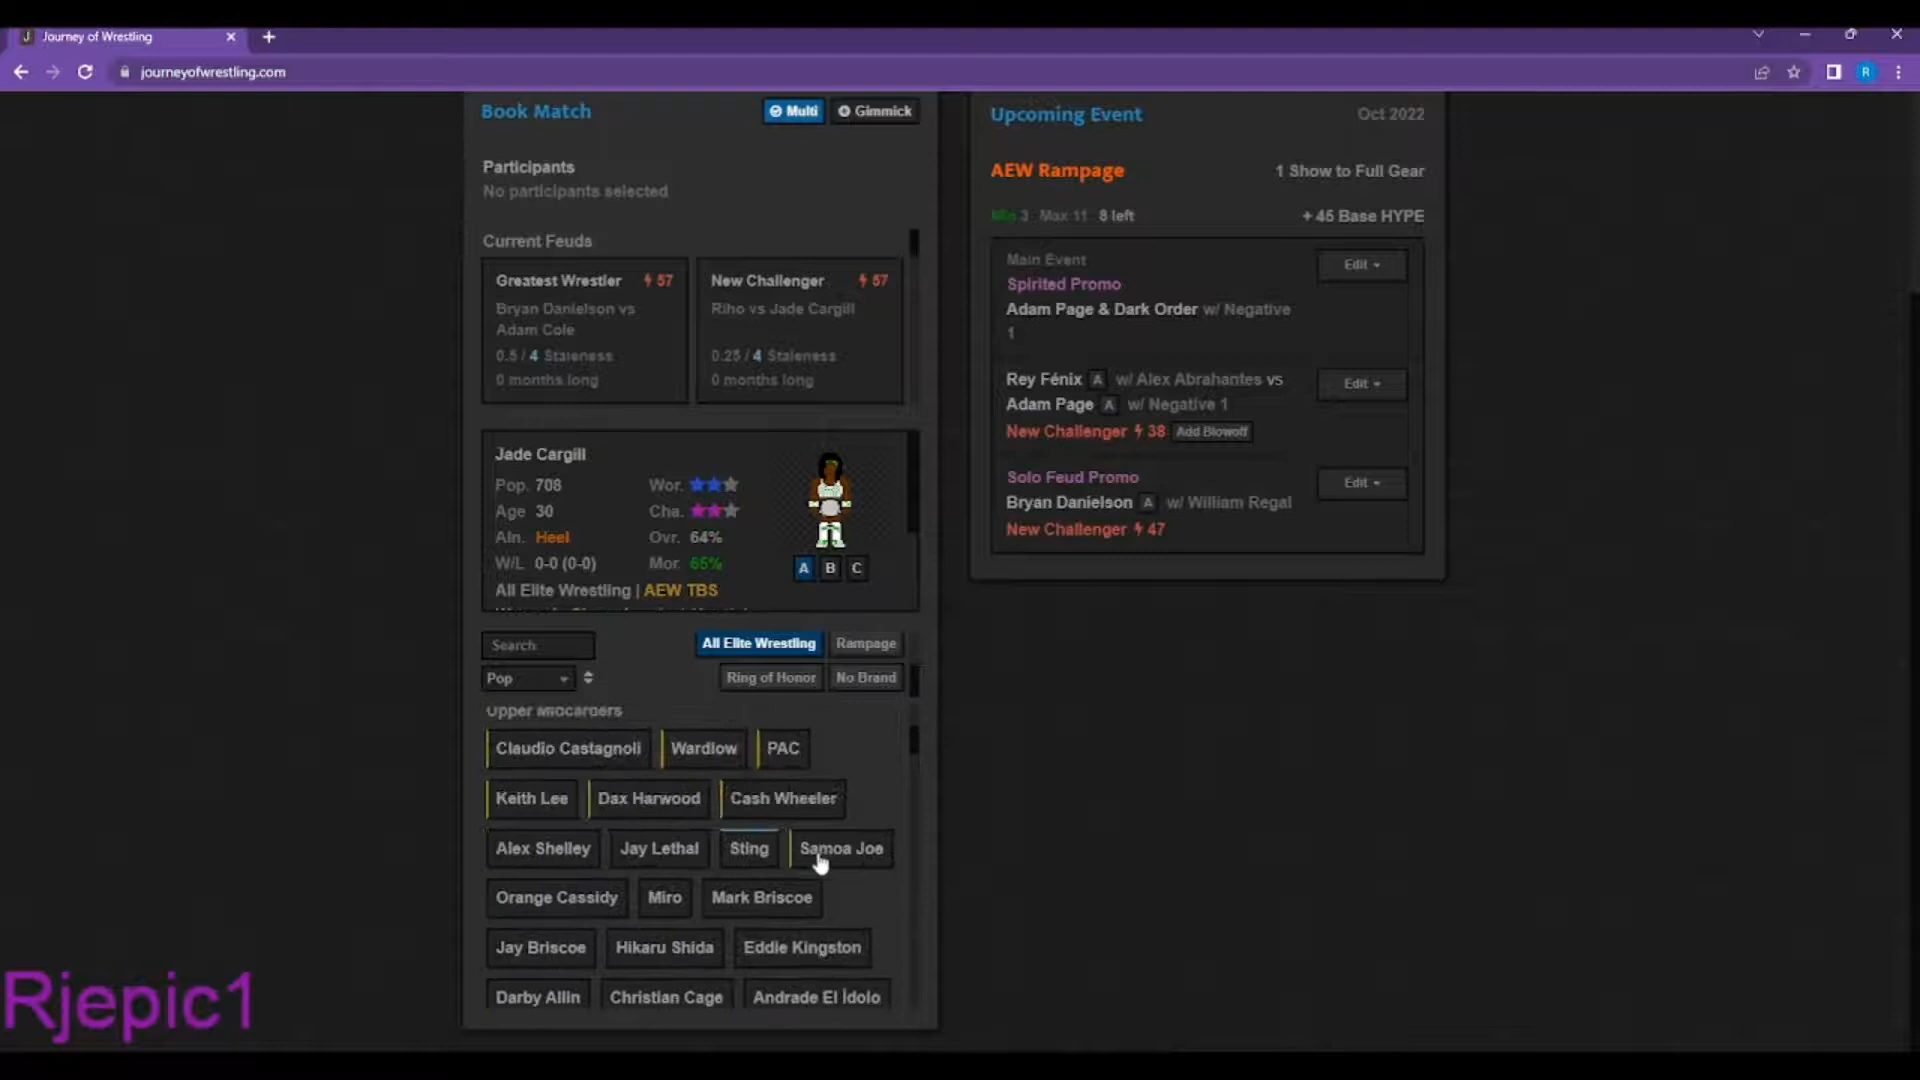 Journey of Wrestling
journeyofwrestling.com
R
Book Match
Multi
Gimmick
Participants
No participants selected
Current Feuds
Greatest Wrestler 57
Bryan Danielson vs
Adam Cole
0.5 / 4 Staleness
0 months long
New Challenger 57
Riho vs Jade Cargill
0.25 / 4 Staleness
0 months long
Jade Cargill
Pop. 708
Wor.
Age 30
Cha.
Aln. Heel
Ovr. 64%
W/L 0-0 (0-0)
Mor. 65%
A B C
All Elite Wrestling | AEW TBS
Search
All Elite Wrestling
Rampage
Pop
Ring of Honor
No Brand
Upper Midcarders
Claudio Castagnoli
Wardlow
PAC
Keith Lee
Dax Harwood
Cash Wheeler
Alex Shelley
Jay Lethal
Sting
Samoa Joe
Orange Cassidy
Miro
Mark Briscoe
Jay Briscoe
Hikaru Shida
Eddie Kingston
Darby Allin
Christian Cage
Andrade El Ídolo
Upcoming Event
Oct 2022
AEW Rampage
1 Show to Full Gear
Min 3 Max 11 8 left
+ 45 Base HYPE
Main Event
Edit
Spirited Promo
Adam Page & Dark Order w/ Negative
1
Rey Fénix A w/ Alex Abrahantes vs
Edit
Adam Page A w/ Negative 1
New Challenger 38 Add Blowoff
Solo Feud Promo
Edit
Bryan Danielson A w/ William Regal
New Challenger 47
Rjepic1